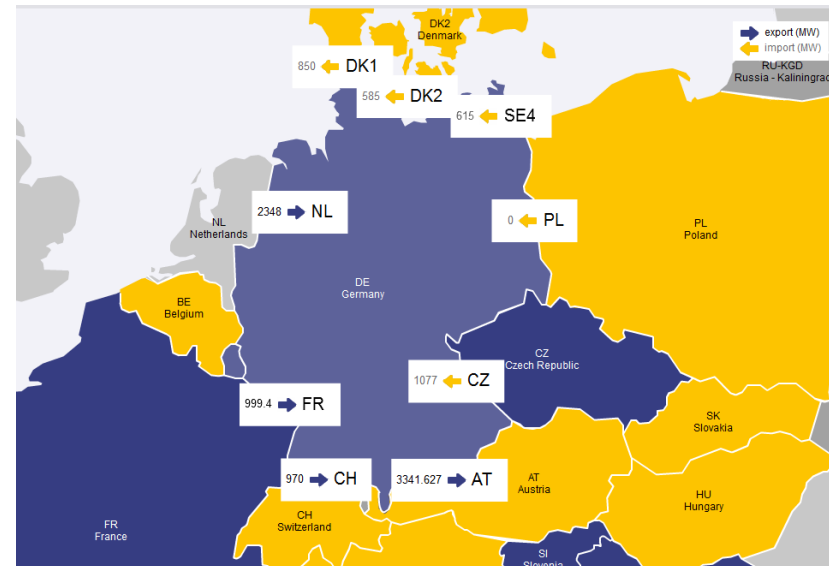 DK2
Denmark
export (MW)
import (MW)
RU-KGD
Russia - Kaliningrad
850 DK1
585 DK2
615 SE4
2348 NL
NL
Netherlands
0 PL
PL
Poland
DE
Germany
BE
Belgium
CZ
Czech Republic
1077 CZ
999.4 FR
SK
Slovakia
970 CH
3341.627 AT
AT
Austria
HU
Hungary
CH
Switzerland
FR
France
SI
Slovenia